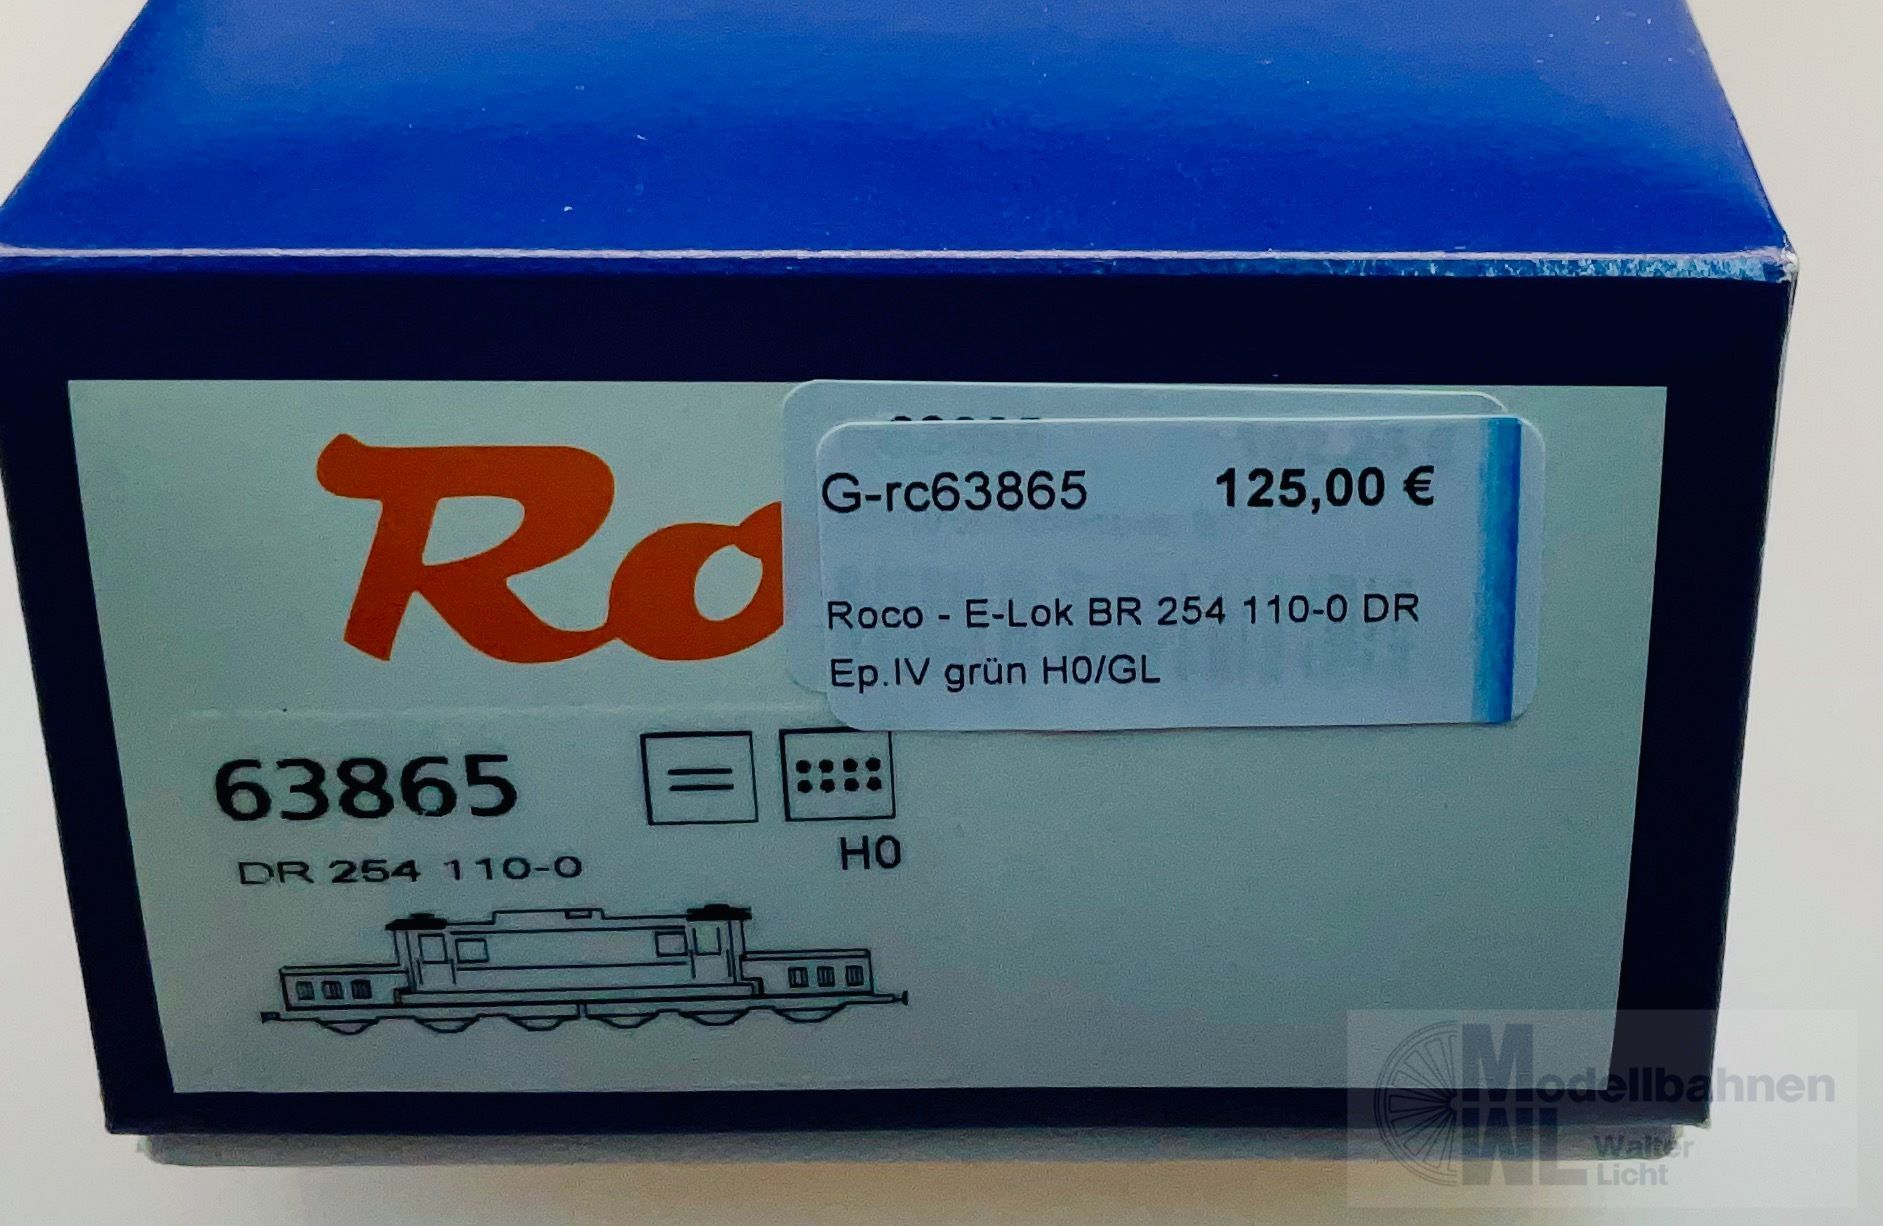 Ro
G-rc63865 125,00 €
Roco - E-Lok BR 254 110-0 DR
Ep.IV grün H0/GL
63865
H0
DR 254 110-0
Modellbahnen
WL Walter
Licht